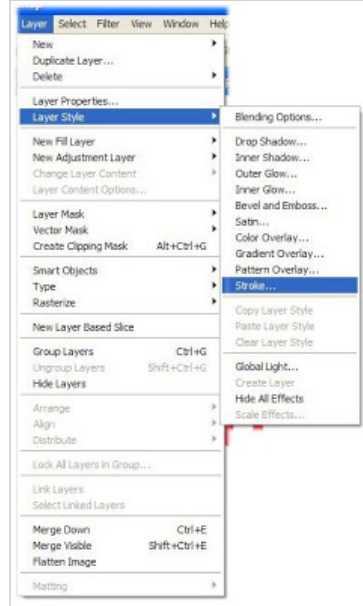 Layer Select Filter View Window Help
New
Duplicate Layer...
Delete
Layer Properties...
Layer Style
New Fill Layer
New Adjustment Layer
Change Layer Content
Layer Content Options...
Layer Mask
Vector Mask
Create Clipping Mask Alt+Ctrl+G
Smart Objects
Type
Rasterize
New Layer Based Slice
Group Layers Ctrl+G
Ungroup Layers Shift+Ctrl+G
Hide Layers
Arrange
Align
Distribute
Lock All Layers in Group...
Link Layers
Select Linked Layers
Merge Down Ctrl+E
Merge Visible Shift+Ctrl+E
Flatten Image
Matting
Blending Options...
Drop Shadow...
Inner Shadow...
Outer Glow...
Inner Glow...
Bevel and Emboss...
Satin...
Color Overlay...
Gradient Overlay...
Pattern Overlay...
Stroke...
Copy Layer Style
Paste Layer Style
Clear Layer Style
Global Light...
Create Layer
Hide All Effects
Scale Effects...